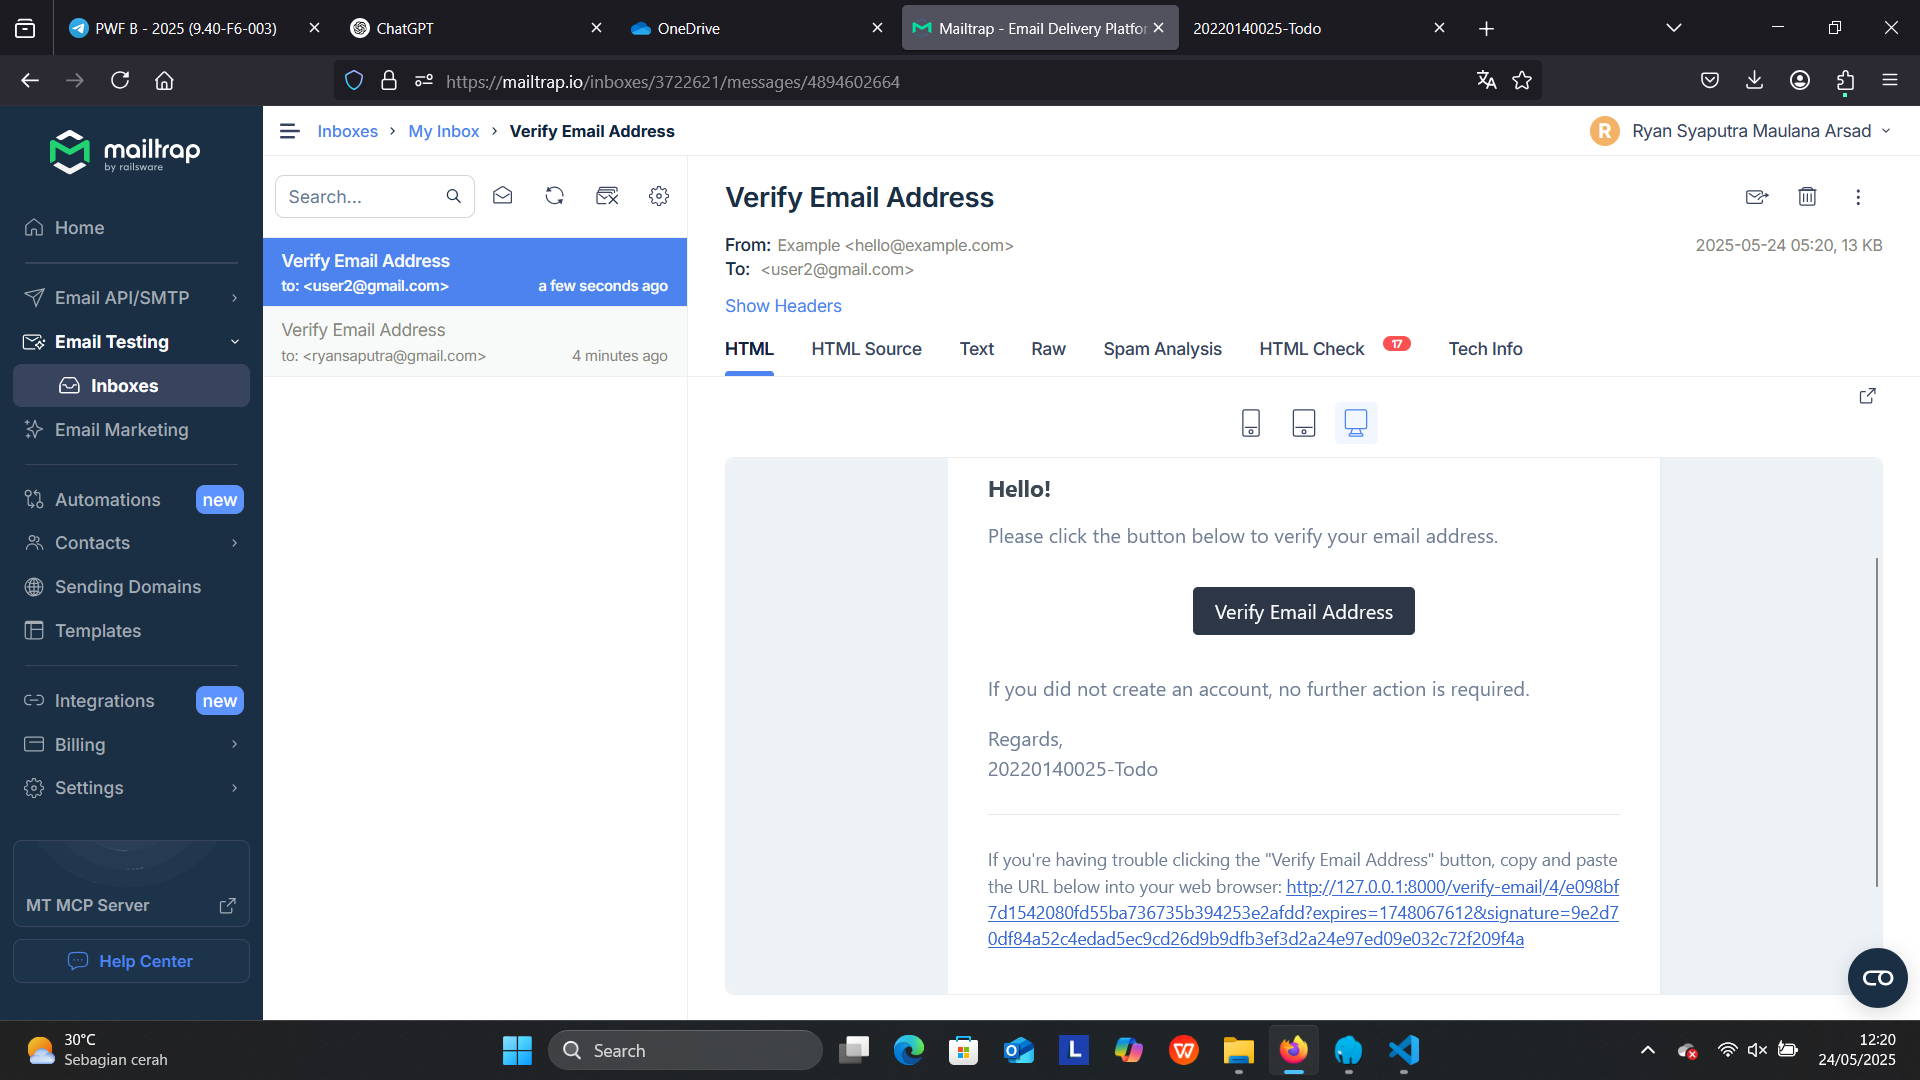 PWF B - 2025 (9.40-F6-003)
ChatGPT
OneDrive
Mailtrap - Email Delivery Platfor
20220140025-Todo
https://mailtrap.io/inboxes/3722621/messages/4894602664
mailtrap
by railsware
Home
Email API/SMTP
Email Testing
Inboxes
Email Marketing
Automations new
Contacts
Sending Domains
Templates
Integrations new
Billing
Settings
MT MCP Server
Help Center
Inboxes > My Inbox > Verify Email Address
R Ryan Syaputra Maulana Arsad
Search...
Verify Email Address
to: <user2@gmail.com> a few seconds ago
Verify Email Address
to: <ryansaputra@gmail.com> 4 minutes ago
Verify Email Address
From: Example <hello@example.com> 2025-05-24 05:20, 13 KB
To: <user2@gmail.com>
Show Headers
HTML HTML Source Text Raw Spam Analysis HTML Check 17 Tech Info
Hello!
Please click the button below to verify your email address.
Verify Email Address
If you did not create an account, no further action is required.
Regards,
20220140025-Todo
If you're having trouble clicking the "Verify Email Address" button, copy and paste
the URL below into your web browser: http://127.0.0.1:8000/verify-email/4/e098bf
7d1542080fd55ba736735b394253e2afdd?expires=1748067612&signature=9e2d7
0df84a52c4edad5ec9cd26d9b9dfb3ef3d2a24e97ed09e032c72f209f4a
30°C
Sebagian cerah
Search
L
W
12:20
24/05/2025